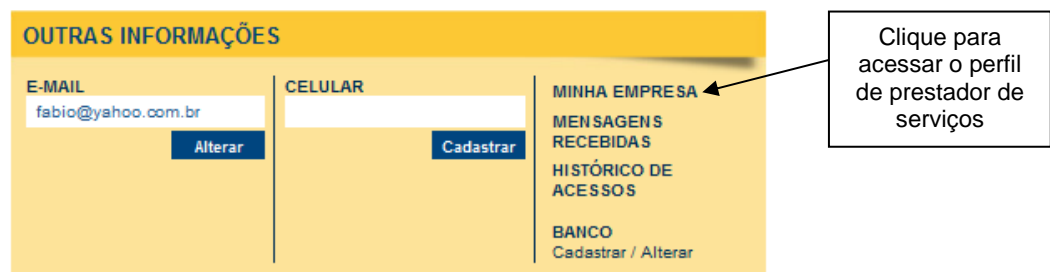 OUTRAS INFORMAÇÕES
E-MAIL
fabio@yahoo.com.br
Alterar
CELULAR
Cadastrar
MINHA EMPRESA
MENSAGENS
RECEBIDAS
HISTÓRICO DE
ACESSOS
BANCO
Cadastrar / Alterar
Clique para
acessar o perfil
de prestador de
serviços